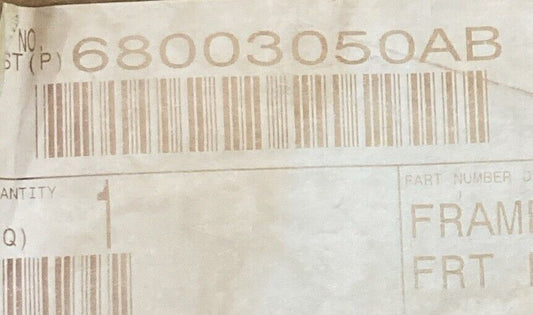 NO.
ST(P) 68003050AB
ANTITY 1
PART NUMBER
Q) FRAM
FRT